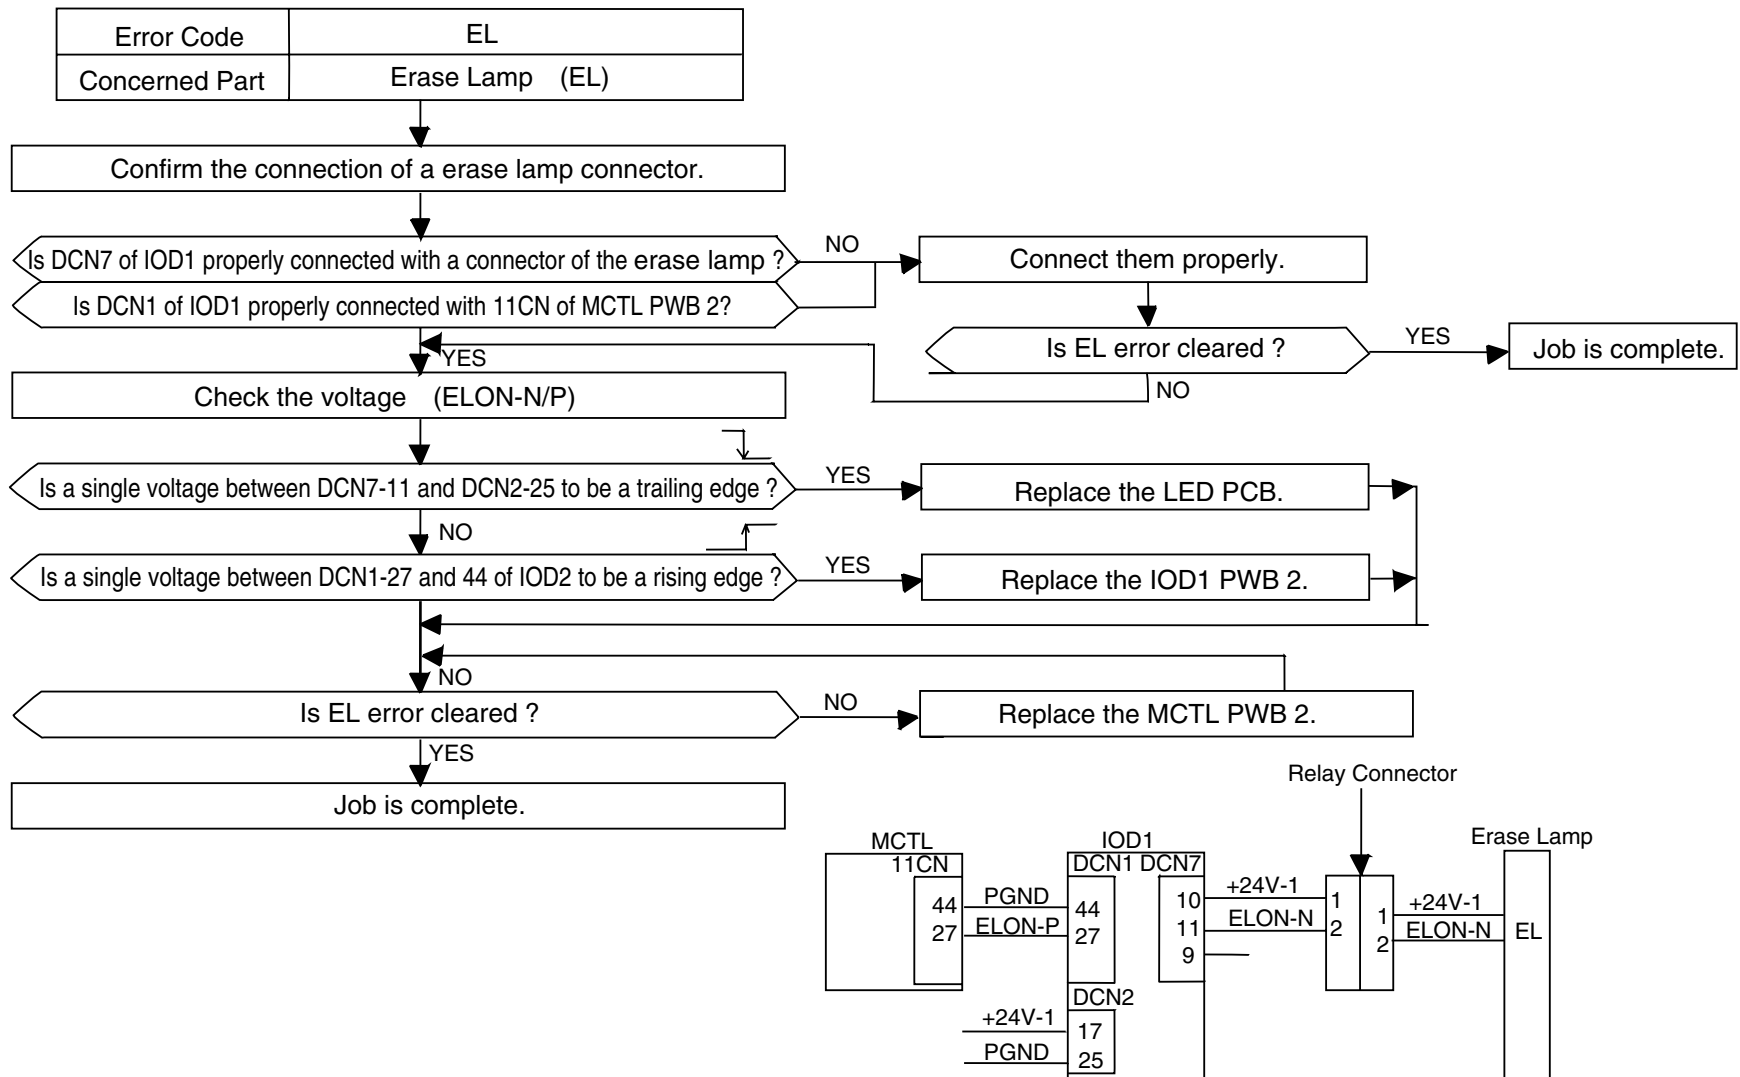 Error Code EL
Concerned Part Erase Lamp (EL)
Confirm the connection of a erase lamp connector.
Is DCN7 of IOD1 properly connected with a connector of the erase lamp ?
NO
Connect them properly.
Is DCN1 of IOD1 properly connected with 11CN of MCTL PWB 2?
Is EL error cleared ?
YES
Job is complete.
NO
YES
Check the voltage (ELON-N/P)
Is a single voltage between DCN7-11 and DCN2-25 to be a trailing edge ?
YES
Replace the LED PCB.
NO
Is a single voltage between DCN1-27 and 44 of IOD2 to be a rising edge ?
YES
Replace the IOD1 PWB 2.
NO
Is EL error cleared ?
NO
Replace the MCTL PWB 2.
YES
Job is complete.
Relay Connector
MCTL
11CN
44
27
PGND
ELON-P
IOD1
DCN1 DCN7
44
27
10
11
9
+24V-1
ELON-N
1
2
1
2
+24V-1
ELON-N
Erase Lamp
EL
DCN2
+24V-1
17
PGND
25